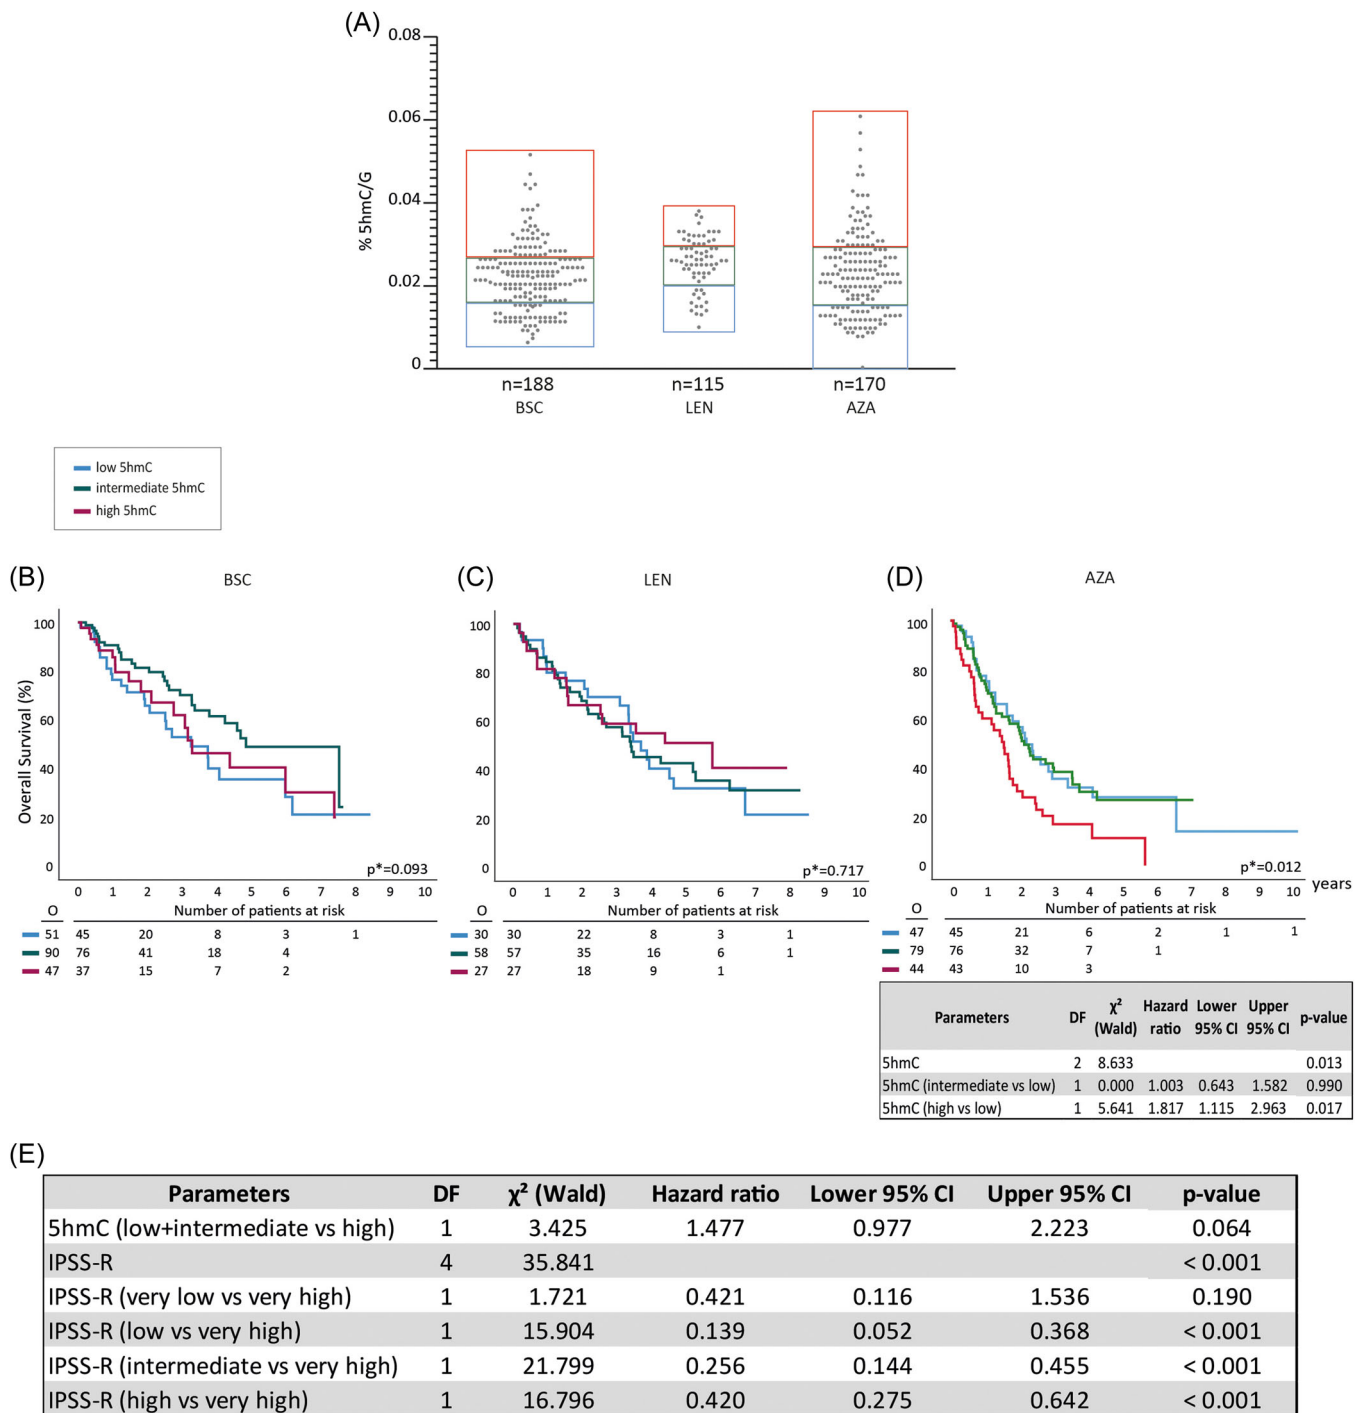 (A)
0.08
0.06
0.04
0.02
0
% 5hmC/G
n=188 n=115 n=170
BSC LEN AZA
low 5hmC
intermediate 5hmC
high 5hmC
(B) BSC
Overall Survival (%)
100
80
60
40
20
0
p*=0.093
0 1 2 3 4 5 6 7 8 9 10
O Number of patients at risk
51 45 20 8 3 1
90 76 41 18 4
47 37 15 7 2
(C) LEN
100
80
60
40
20
0
p*=0.717
0 1 2 3 4 5 6 7 8 9 10
O Number of patients at risk
30 30 22 8 3 1
58 57 35 16 6 1
27 27 18 9 1
(D) AZA
100
80
60
40
20
0
p*=0.012
0 1 2 3 4 5 6 7 8 9 10 years
O Number of patients at risk
47 45 21 6 2 1 1
79 76 32 7 1
44 43 10 3
Parameters DF χ² (Wald) Hazard ratio Lower 95% CI Upper 95% CI p-value
5hmC 2 8.633 0.013
5hmC (intermediate vs low) 1 0.000 1.003 0.643 1.582 0.990
5hmC (high vs low) 1 5.641 1.817 1.115 2.963 0.017
(E)
Parameters DF χ² (Wald) Hazard ratio Lower 95% CI Upper 95% CI p-value
5hmC (low+intermediate vs high) 1 3.425 1.477 0.977 2.223 0.064
IPSS-R 4 35.841 < 0.001
IPSS-R (very low vs very high) 1 1.721 0.421 0.116 1.536 0.190
IPSS-R (low vs very high) 1 15.904 0.139 0.052 0.368 < 0.001
IPSS-R (intermediate vs very high) 1 21.799 0.256 0.144 0.455 < 0.001
IPSS-R (high vs very high) 1 16.796 0.420 0.275 0.642 < 0.001